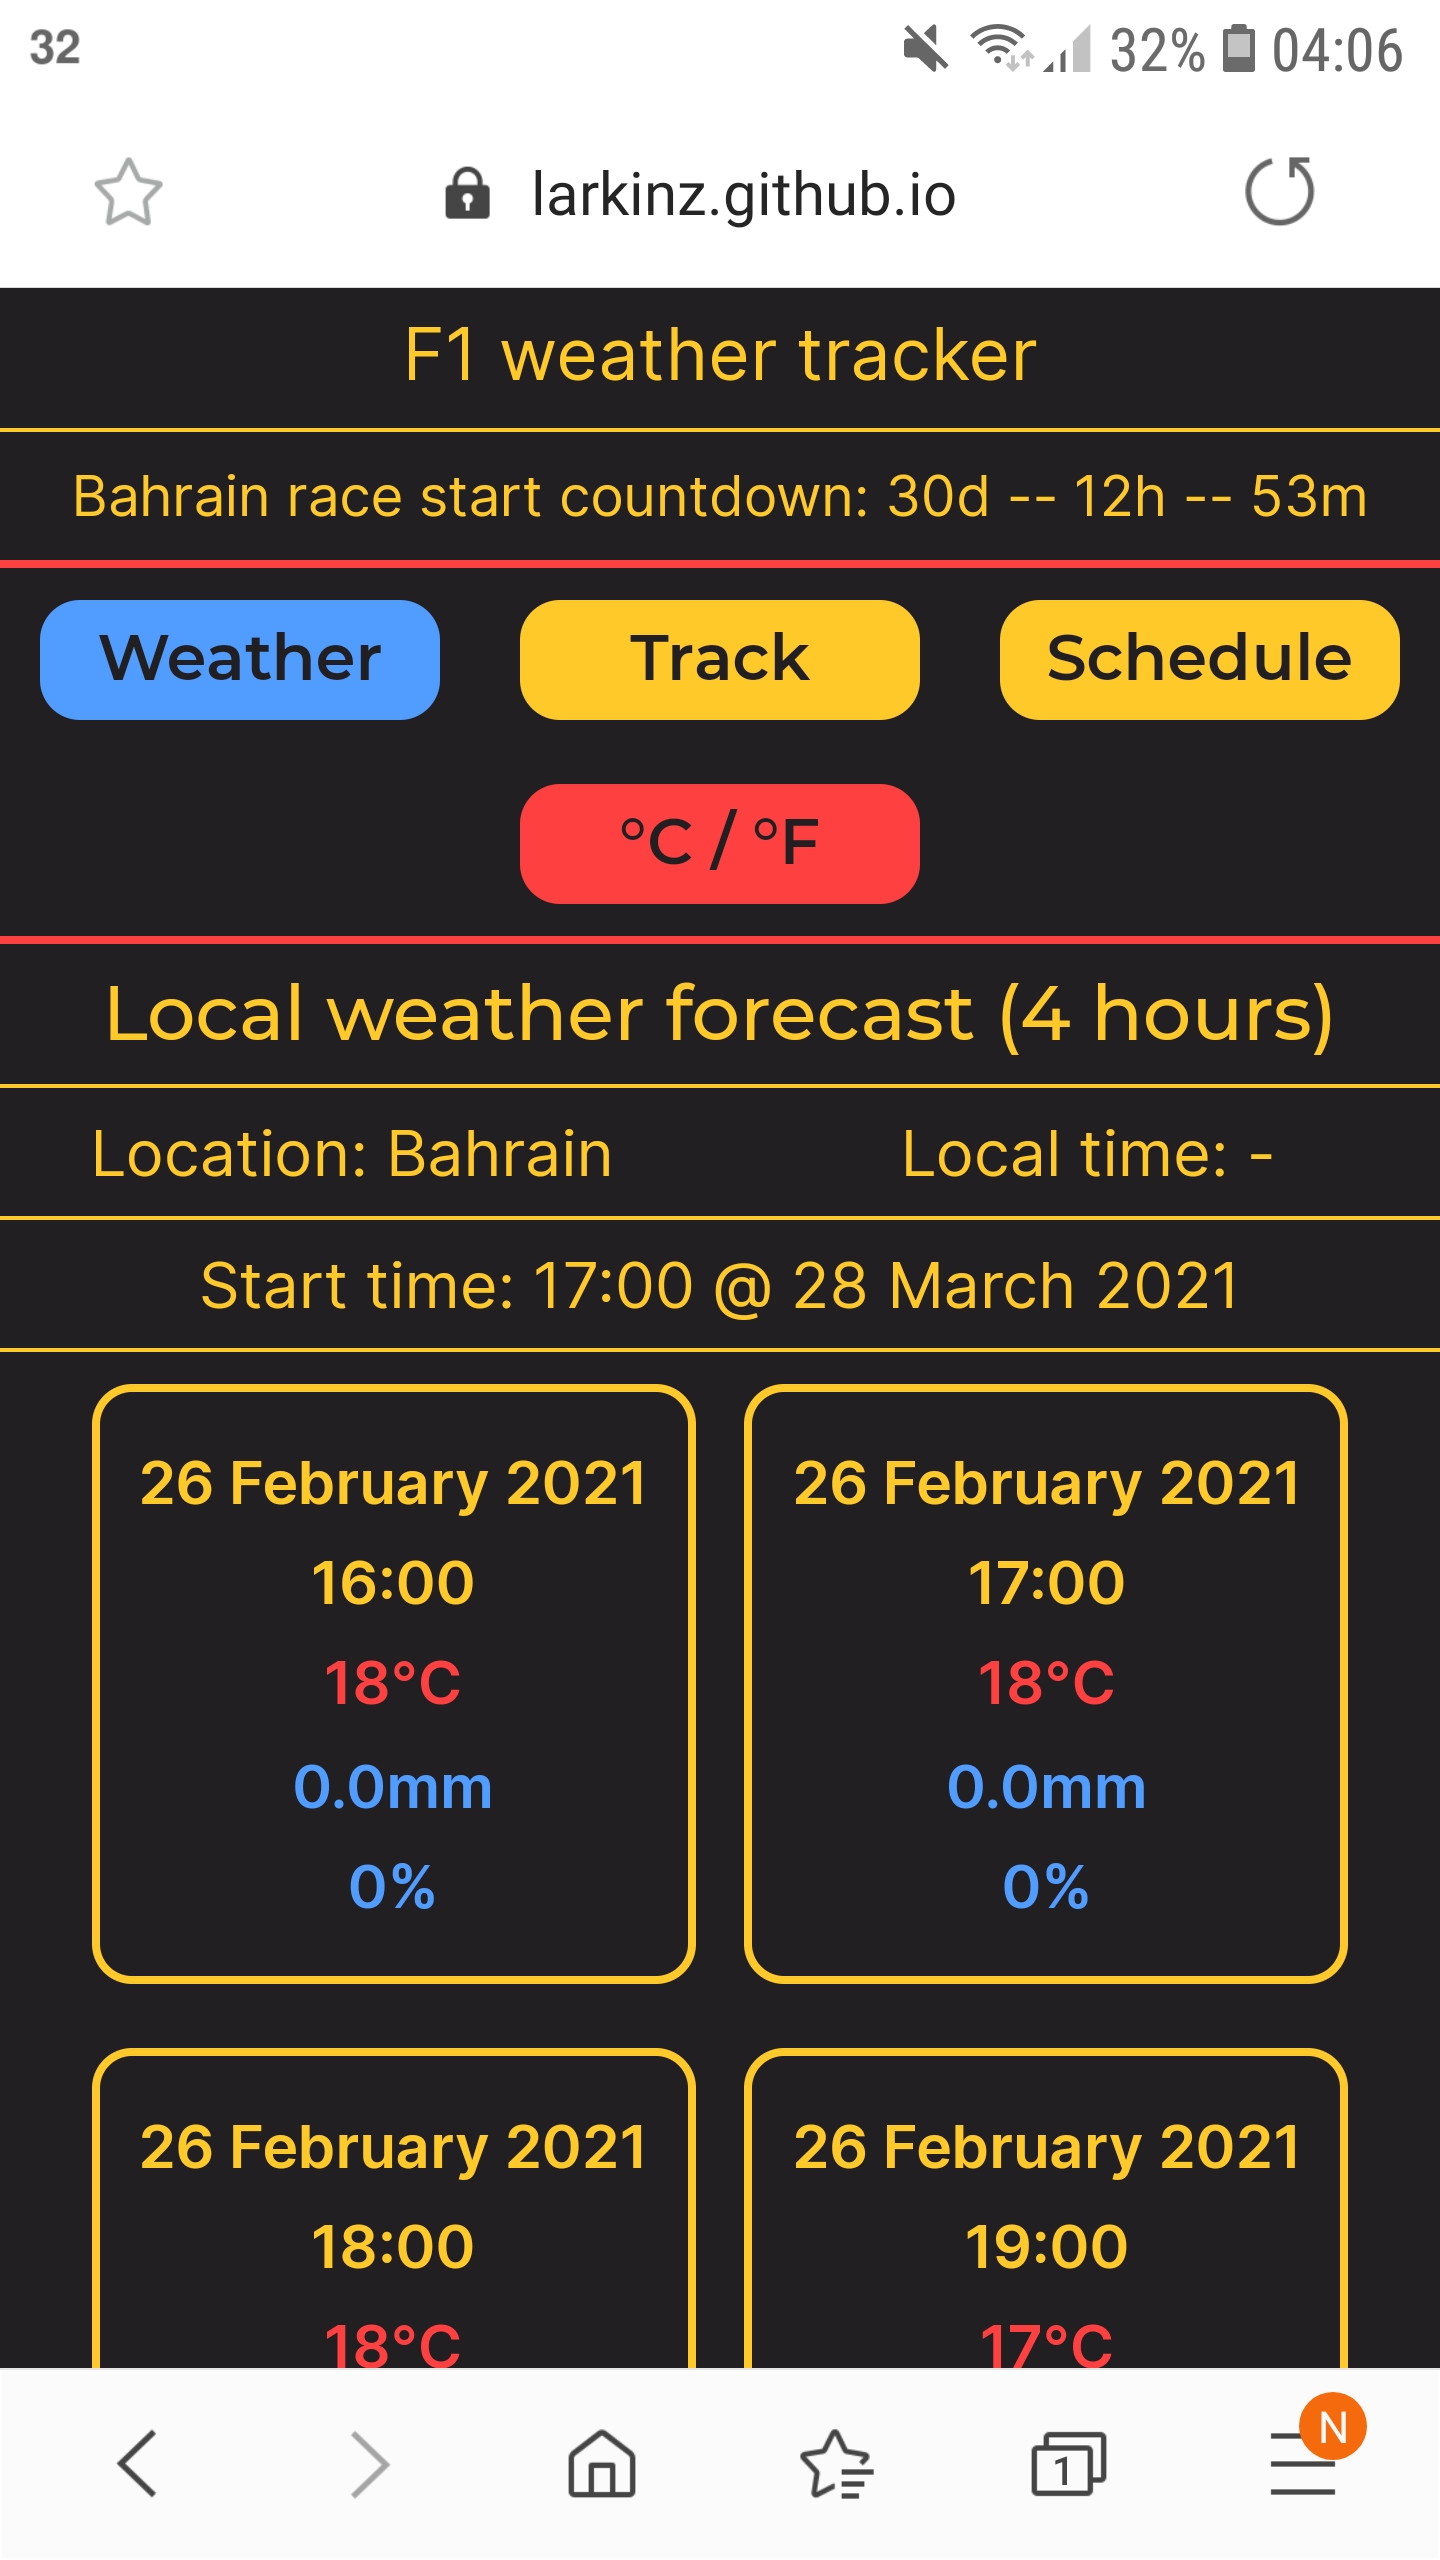 32 32% 04:06
larkinz.github.io
F1 weather tracker
Bahrain race start countdown: 30d -- 12h -- 53m
Weather Track Schedule
°C / °F
Local weather forecast (4 hours)
Location: Bahrain Local time: -
Start time: 17:00 @ 28 March 2021
26 February 2021
16:00
18°C
0.0mm
0%
26 February 2021
17:00
18°C
0.0mm
0%
26 February 2021
18:00
18°C
26 February 2021
19:00
17°C
1 N